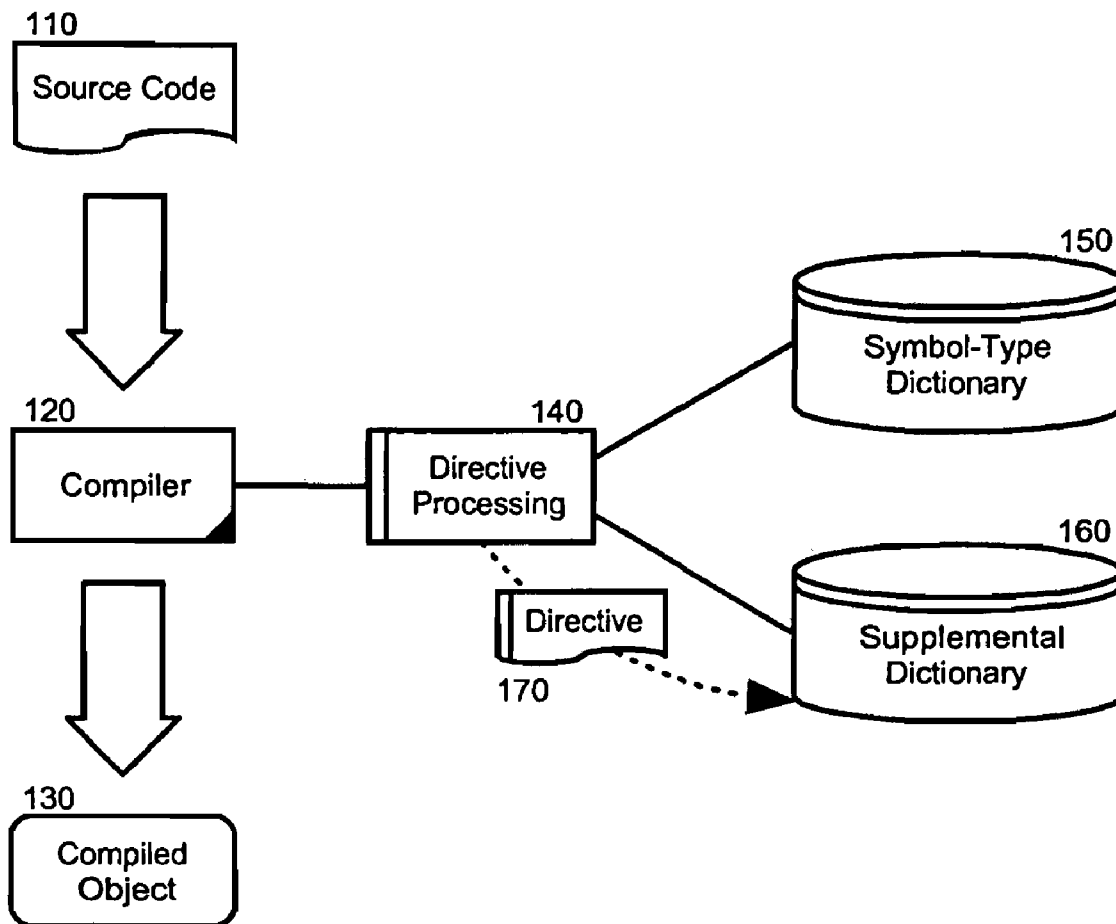 110
Source Code
150
Symbol-Type
Dictionary
120
Compiler
140
Directive
Processing
160
Supplemental
Dictionary
Directive
170
130
Compiled
Object